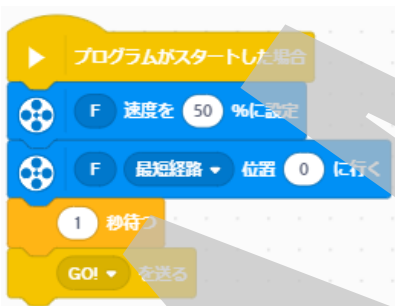 プログラムがスタートした場合
F 速度を 50 %に設定
F 最短経路 位置 0 に行く
1 秒待つ
GO! を送る